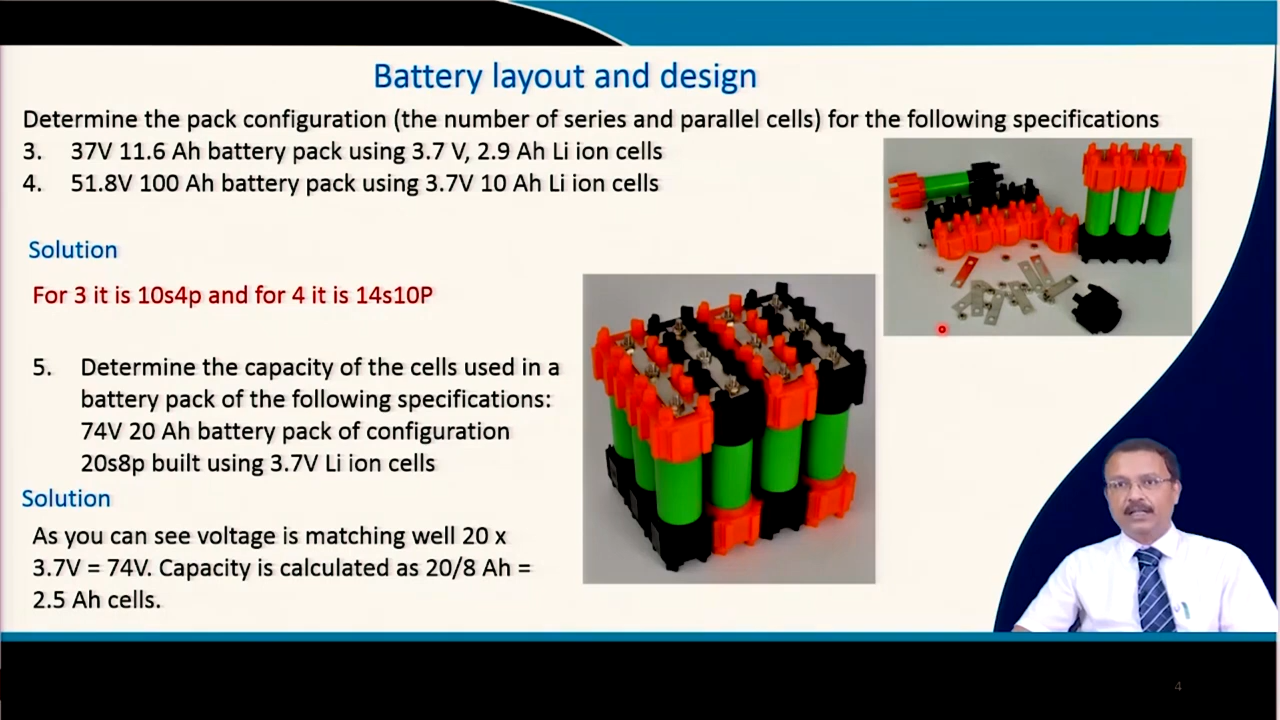 Battery layout and design
Determine the pack configuration (the number of series and parallel cells) for the following specifications
3. 37V 11.6 Ah battery pack using 3.7 V, 2.9 Ah Li ion cells
4. 51.8V 100 Ah battery pack using 3.7V 10 Ah Li ion cells
Solution
For 3 it is 10s4p and for 4 it is 14s10P
5. Determine the capacity of the cells used in a
battery pack of the following specifications:
74V 20 Ah battery pack of configuration
20s8p built using 3.7V Li ion cells
Solution
As you can see voltage is matching well 20 x
3.7V = 74V. Capacity is calculated as 20/8 Ah =
2.5 Ah cells.
4